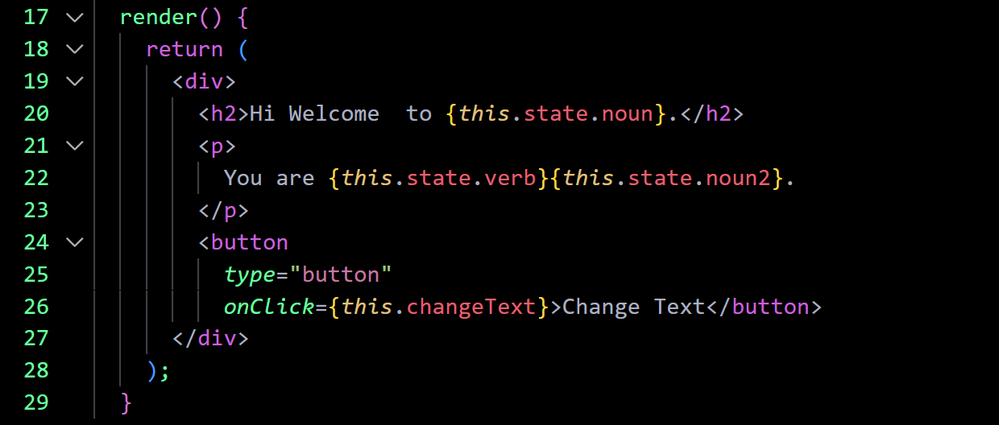 17 render() {
18 return (
19 <div>
20 <h2>Hi Welcome  to {this.state.noun}.</h2>
21 <p>
22 You are {this.state.verb}{this.state.noun2}.
23 </p>
24 <button
25 type="button"
26 onClick={this.changeText}>Change Text</button>
27 </div>
28 );
29 }